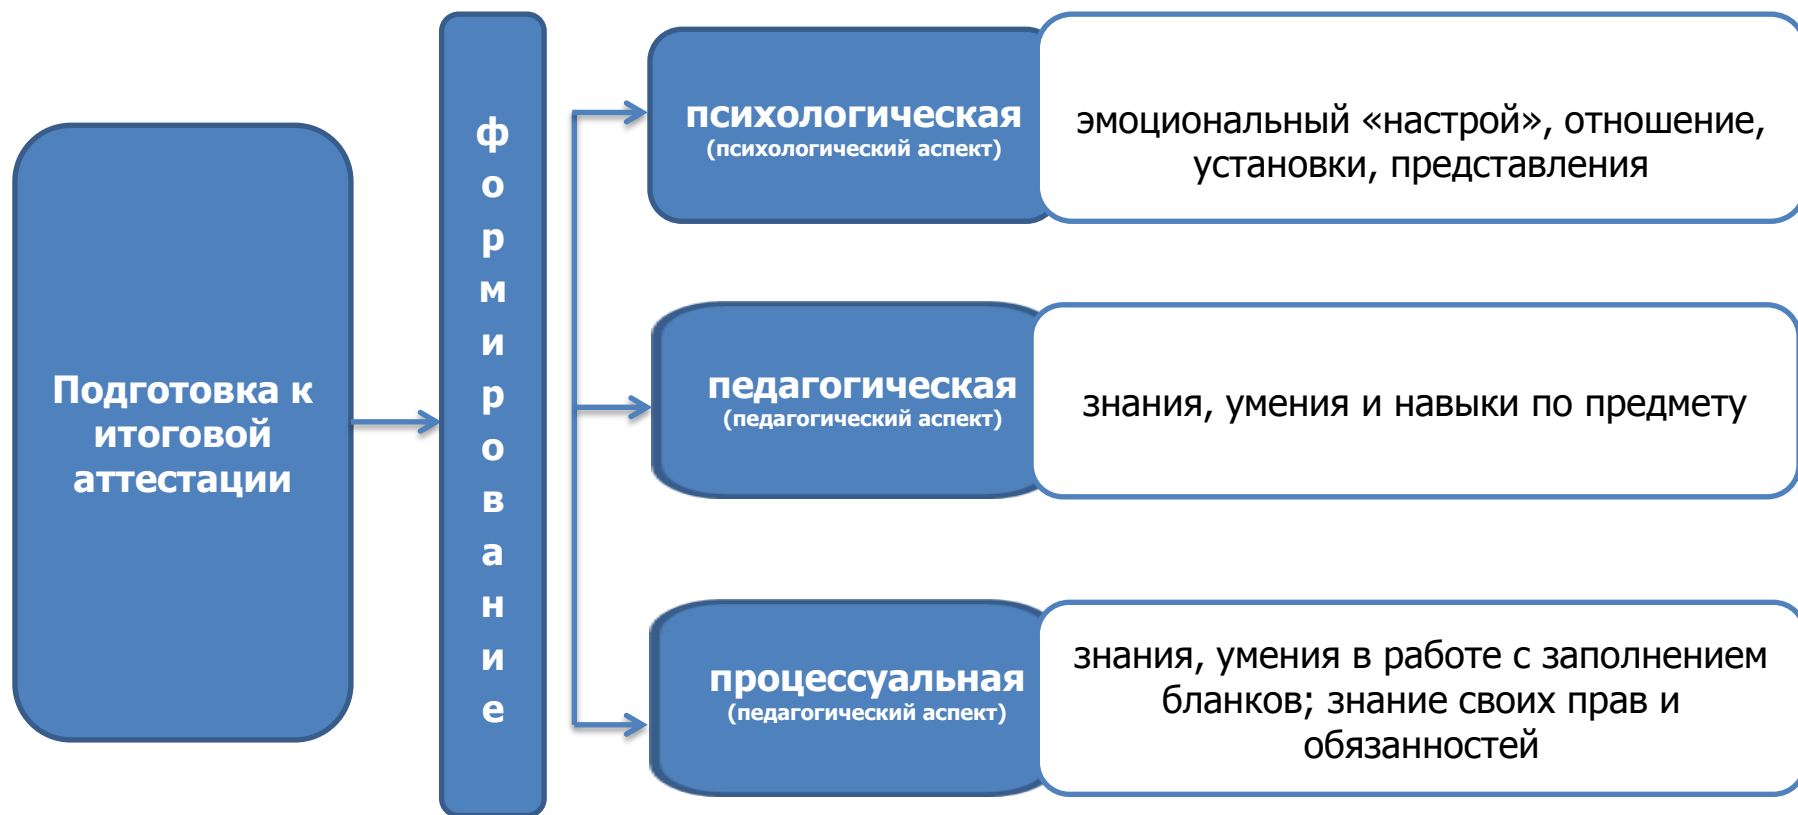 Подготовка к
итоговой
аттестации
формирование
психологическая
(психологический аспект)
эмоциональный «настрой», отношение,
установки, представления
педагогическая
(педагогический аспект)
знания, умения и навыки по предмету
процессуальная
(педагогический аспект)
знания, умения в работе с заполнением
бланков; знание своих прав и
обязанностей